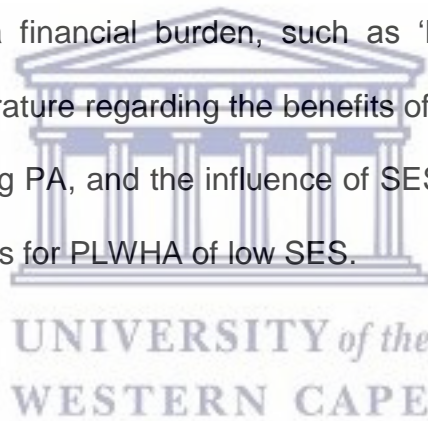 a financial burden, such as ‘
rature regarding the benefits of
g PA, and the influence of SES
s for PLWHA of low SES.
UNIVERSITY of the
WESTERN CAPE